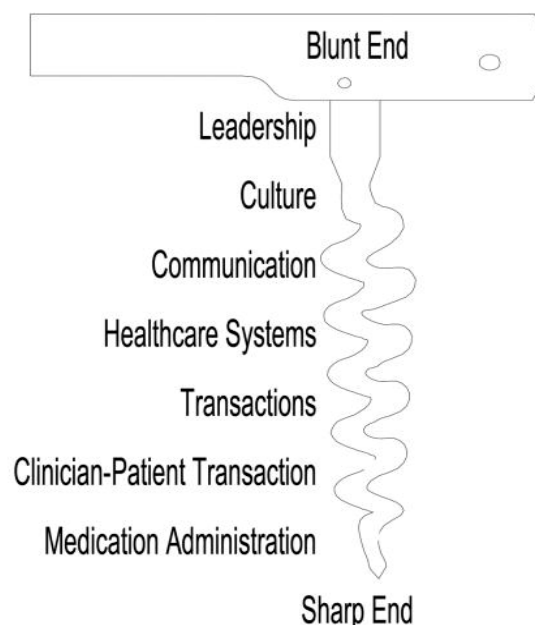 Blunt End
Leadership
Culture
Communication
Healthcare Systems
Transactions
Clinician-Patient Transaction
Medication Administration
Sharp End